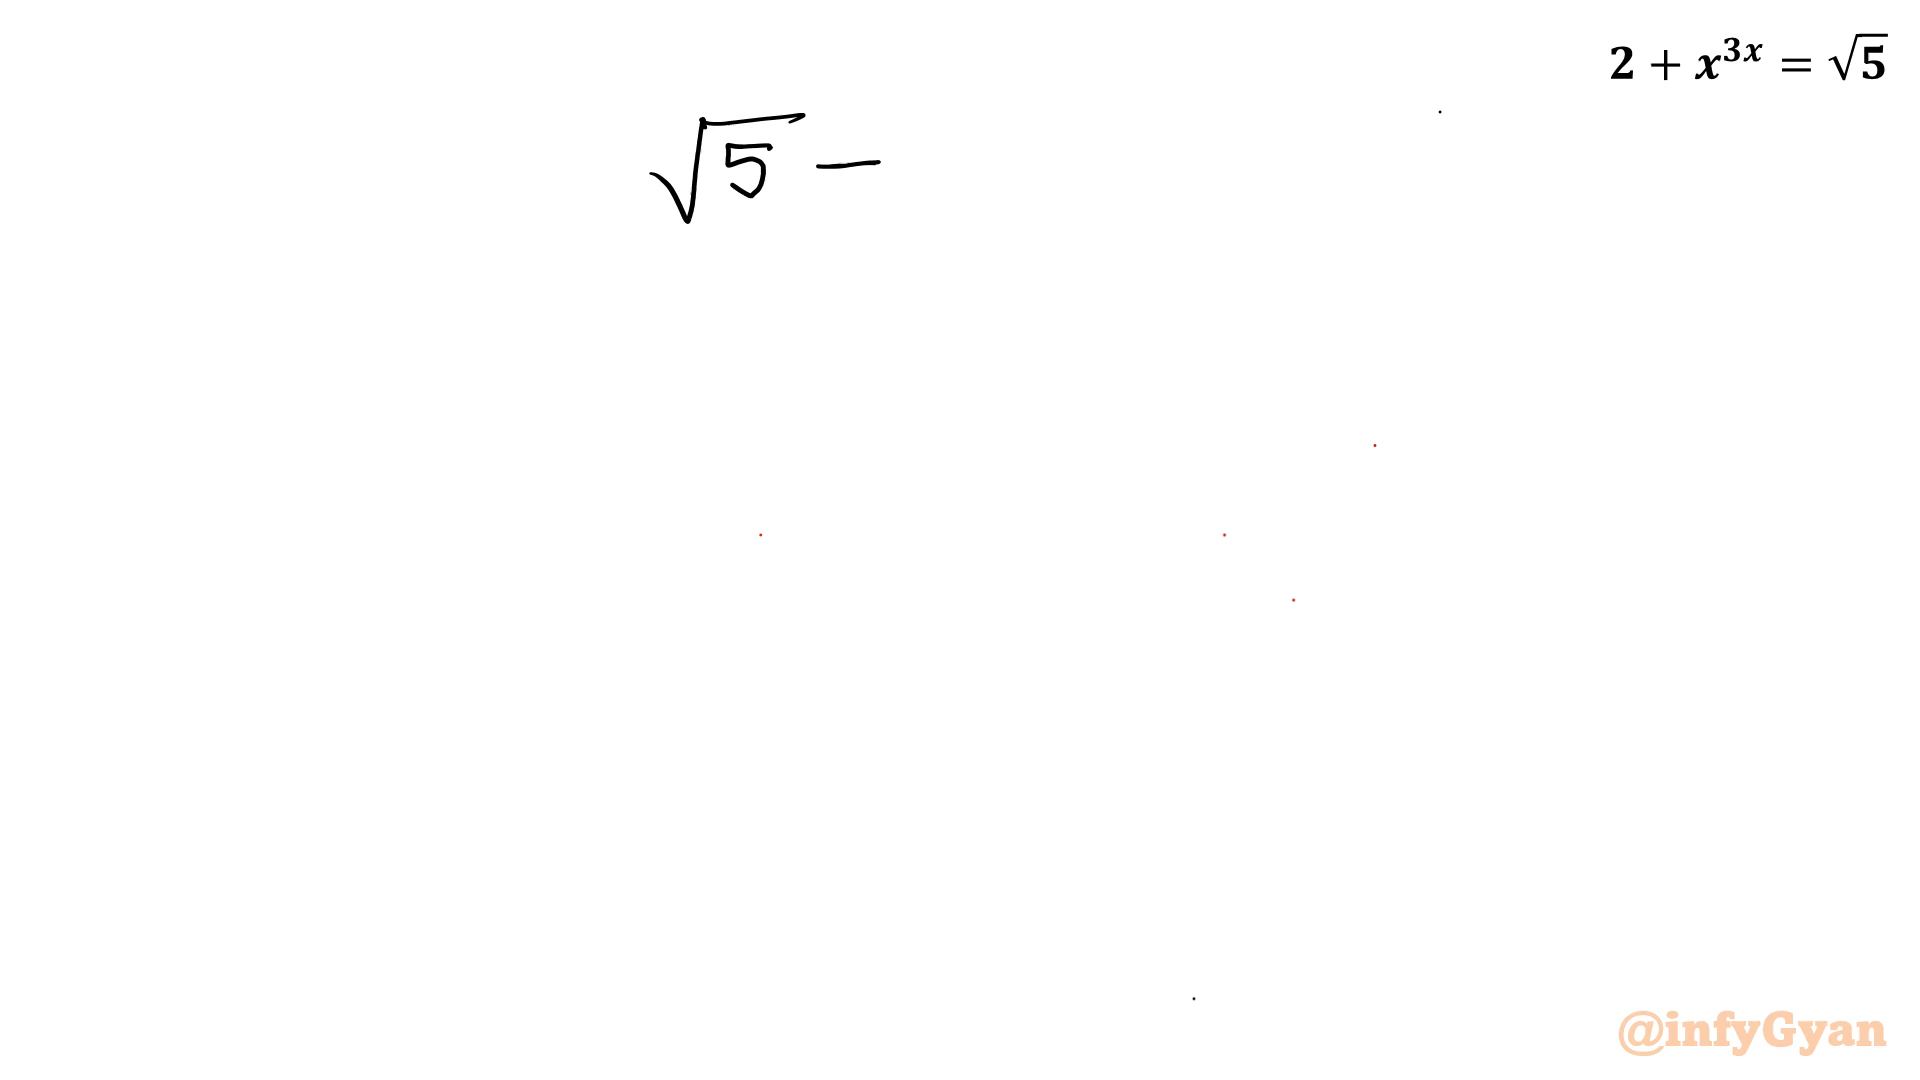 2 + x^{3x} = √5
√5 −
@infyGyan